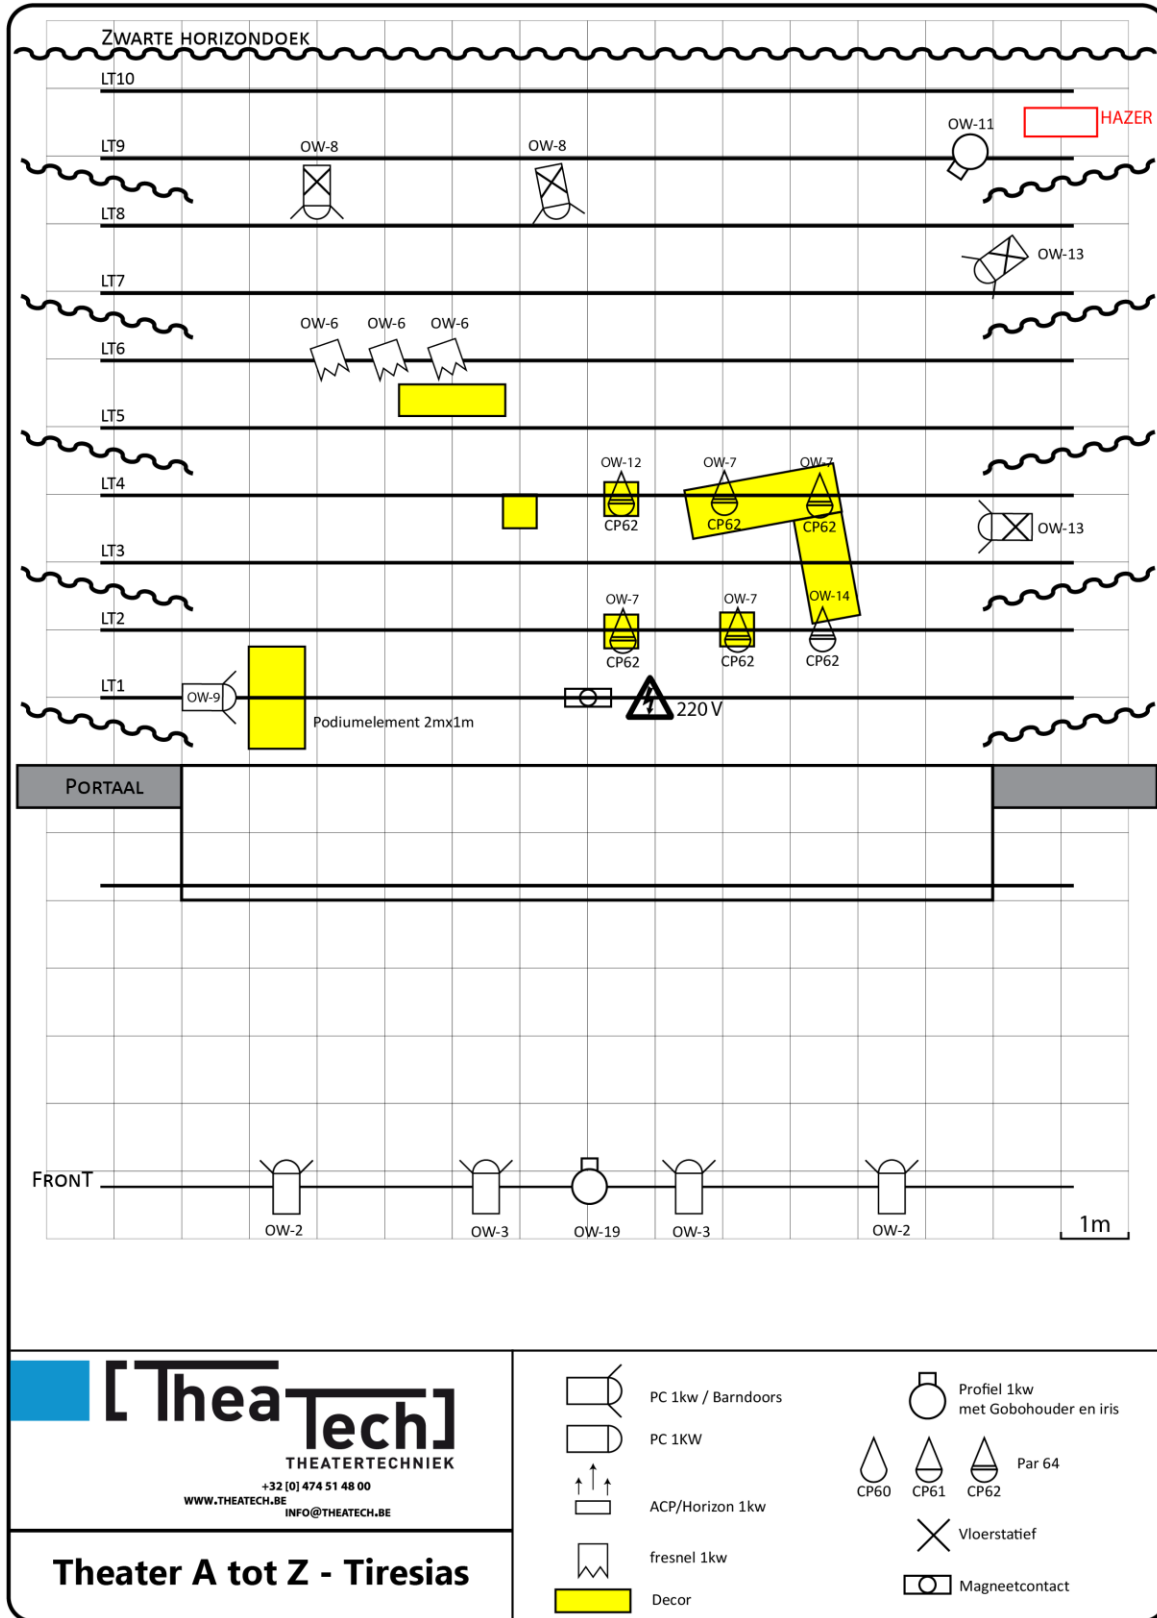 ZWARTE HORIZONDOEK
LT10
HAZER
OW-11
LT9
OW-8
OW-8
LT8
OW-13
LT7
OW-6 OW-6 OW-6
LT6
LT5
OW-12 OW-7 OW-7
LT4
CP62 CP62 CP62
OW-13
LT3
OW-7 OW-7 OW-14
LT2
CP62 CP62 CP62
LT1
OW-9
220 V
Podiumelement 2mx1m
PORTAAL
FRONT
OW-2 OW-3 OW-19 OW-3 OW-2
1m
[TheaTech]
THEATERTECHNIEK
+32 [0] 474 51 48 00
WWW.THEATECH.BE
INFO@THEATECH.BE
Theater A tot Z - Tiresias
PC 1kw / Barndoors
PC 1KW
ACP/Horizon 1kw
fresnel 1kw
Decor
Profiel 1kw
met Gobohouder en iris
Par 64
CP60 CP61 CP62
Vloerstatief
Magneetcontact